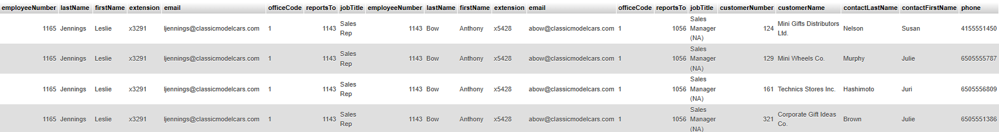 employeeNumber lastName firstName extension email officeCode reportsTo jobTitle employeeNumber lastName firstName extension email officeCode reportsTo jobTitle customerNumber customerName contactLastName contactFirstName phone
1165 Jennings Leslie x3291 ljennings@classicmodelcars.com 1 1143 Sales Rep 1143 Bow Anthony x5428 abow@classicmodelcars.com 1 1056 Sales Manager (NA) 124 Mini Gifts Distributors Ltd. Nelson Susan 4155551450
1165 Jennings Leslie x3291 ljennings@classicmodelcars.com 1 1143 Sales Rep 1143 Bow Anthony x5428 abow@classicmodelcars.com 1 1056 Sales Manager (NA) 129 Mini Wheels Co. Murphy Julie 6505555787
1165 Jennings Leslie x3291 ljennings@classicmodelcars.com 1 1143 Sales Rep 1143 Bow Anthony x5428 abow@classicmodelcars.com 1 1056 Sales Manager (NA) 161 Technics Stores Inc. Hashimoto Juri 6505556809
1165 Jennings Leslie x3291 ljennings@classicmodelcars.com 1 1143 Sales Rep 1143 Bow Anthony x5428 abow@classicmodelcars.com 1 1056 Sales Manager (NA) 321 Corporate Gift Ideas Co. Brown Julie 6505551386